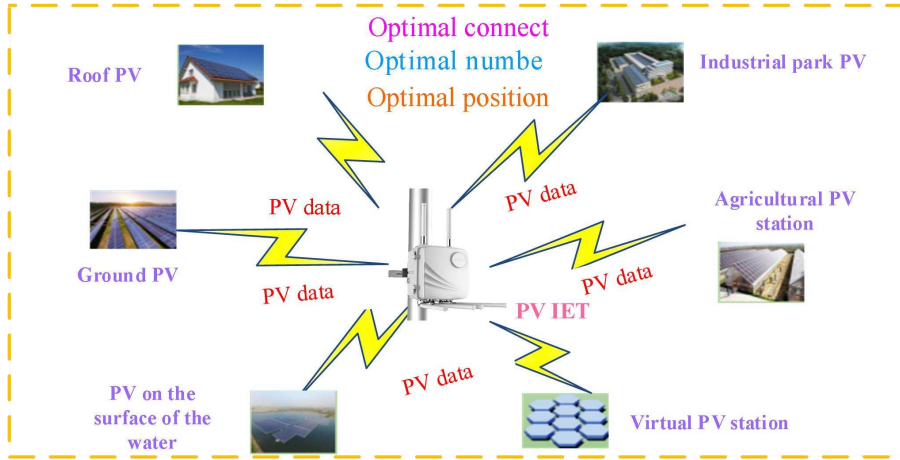 Optimal connect
Optimal numbe
Optimal position
Roof PV
Industrial park PV
PV data
PV data
Agricultural PV
station
Ground PV
PV data
PV data
PV IET
PV data
PV on the
surface of the
water
Virtual PV station